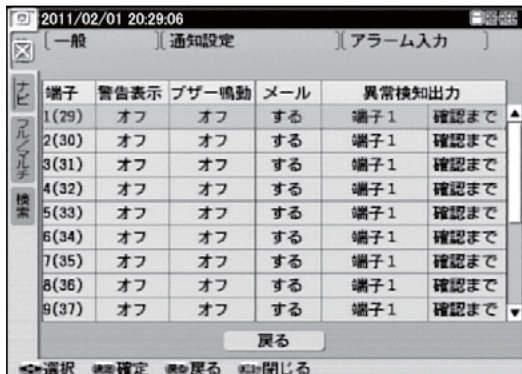 2011/02/01 20:29:06
[一般 ][通知設定 ][アラーム入力 ]
ナビ
フル/マルチ
検索
端子 警告表示 ブザー鳴動 メール 異常検知出力
1(29) オフ オフ する 端子1 確認まで
2(30) オフ オフ する 端子1 確認まで
3(31) オフ オフ する 端子1 確認まで
4(32) オフ オフ する 端子1 確認まで
5(33) オフ オフ する 端子1 確認まで
6(34) オフ オフ する 端子1 確認まで
7(35) オフ オフ する 端子1 確認まで
8(36) オフ オフ する 端子1 確認まで
9(37) オフ オフ する 端子1 確認まで
戻る
選択 確定 戻る 閉じる